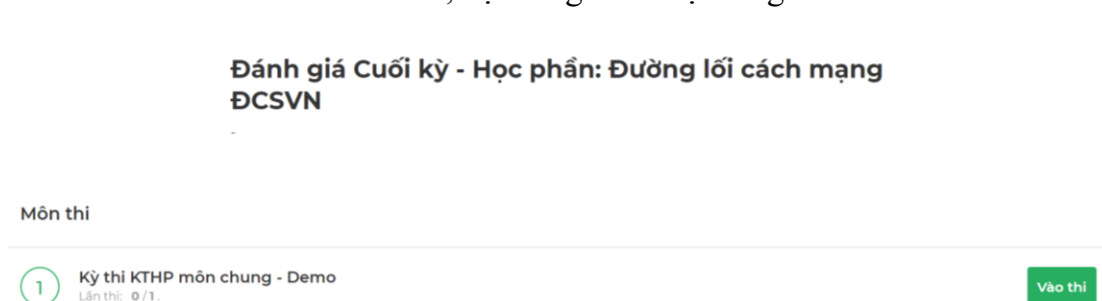 Đánh giá Cuối kỳ - Học phần: Đường lối cách mạng
ĐCSVN
-
Môn thi
1 Kỳ thi KTHP môn chung - Demo Vào thi
Lần thi: 0/1.